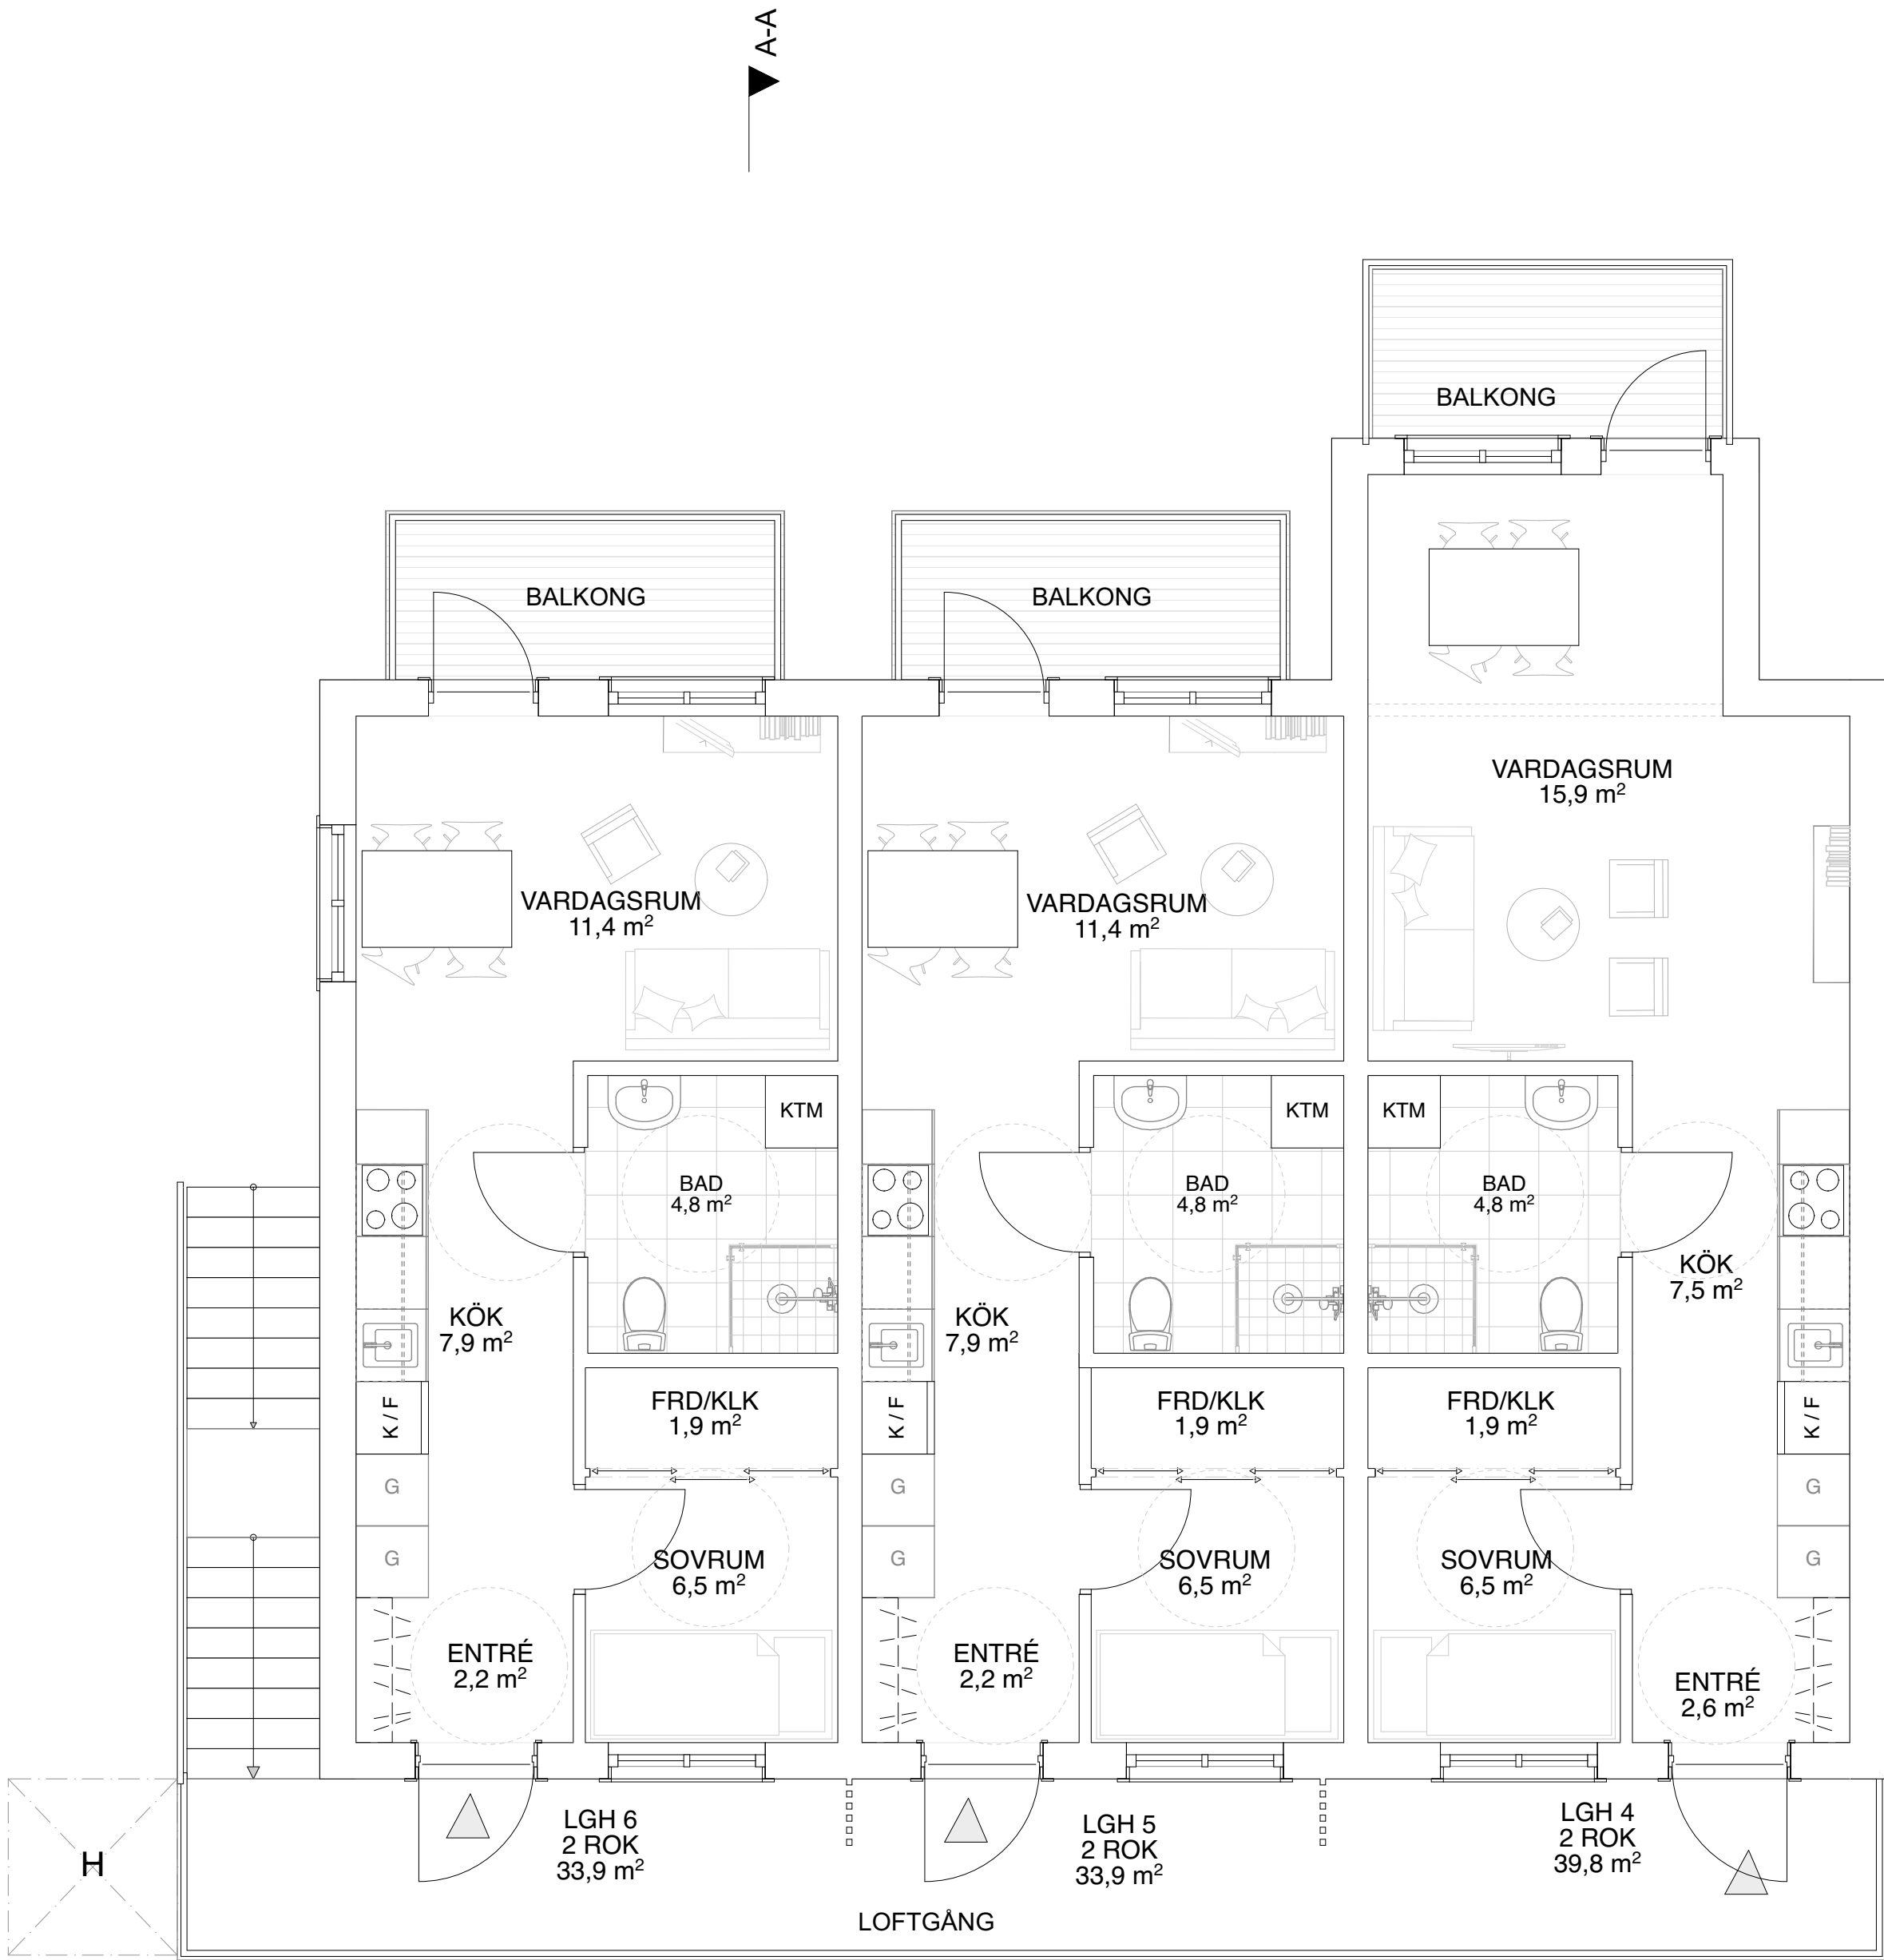 A-A
BALKONG
BALKONG
BALKONG
VARDAGSRUM
15,9 m²
VARDAGSRUM
11,4 m²
VARDAGSRUM
11,4 m²
KTM
KTM
KTM
BAD
4,8 m²
BAD
4,8 m²
BAD
4,8 m²
KÖK
7,9 m²
KÖK
7,9 m²
KÖK
7,5 m²
K / F
FRD/KLK
1,9 m²
K / F
FRD/KLK
1,9 m²
FRD/KLK
1,9 m²
K / F
G
G
G
G
G
G
SOVRUM
6,5 m²
SOVRUM
6,5 m²
SOVRUM
6,5 m²
ENTRÉ
2,2 m²
ENTRÉ
2,2 m²
ENTRÉ
2,6 m²
H
LGH 6
2 ROK
33,9 m²
LGH 5
2 ROK
33,9 m²
LGH 4
2 ROK
39,8 m²
LOFTGÅNG